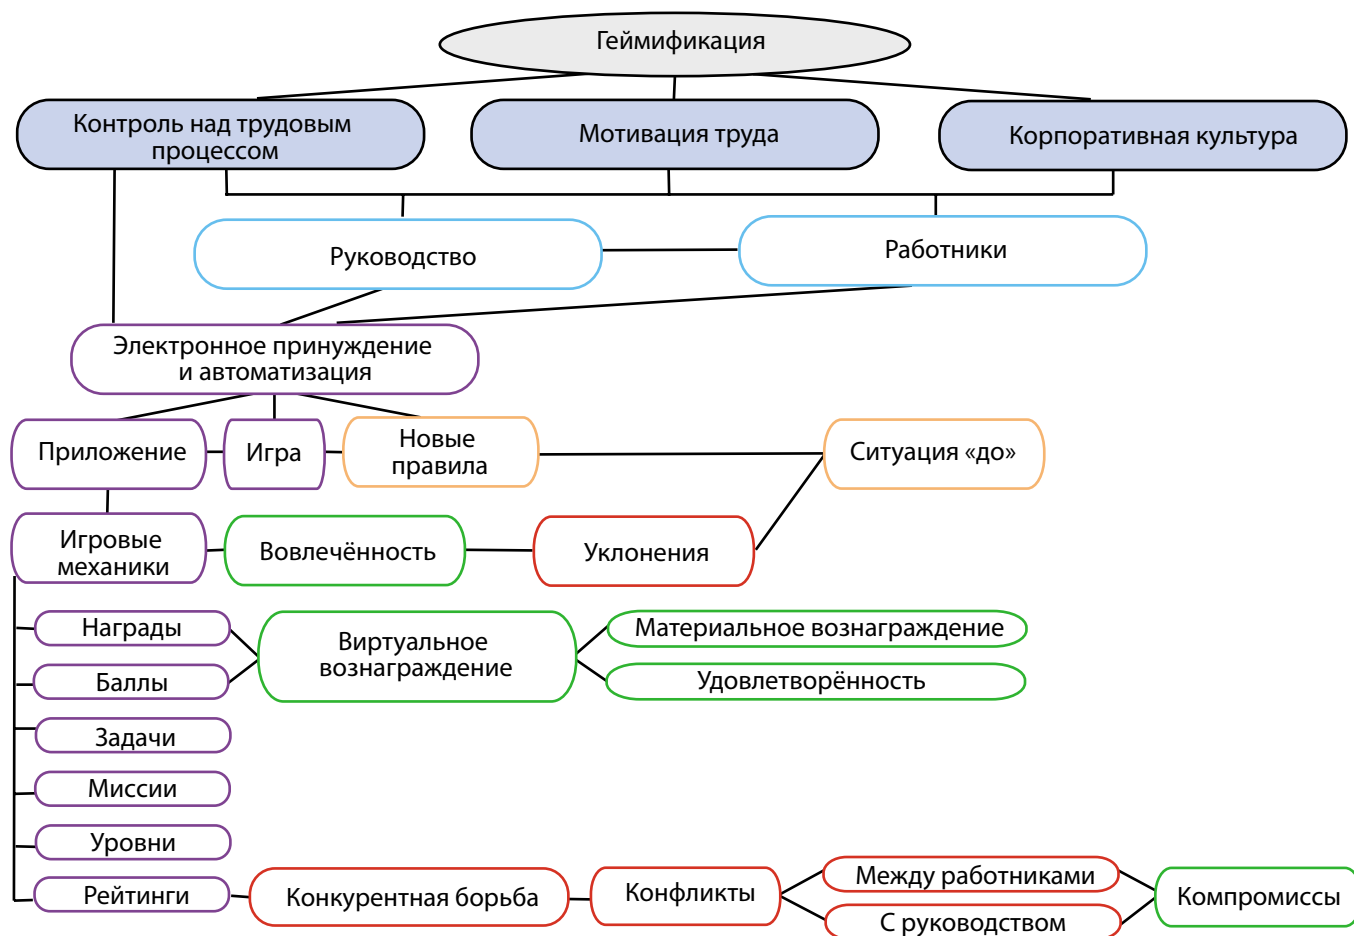 Геймификация
Контроль над трудовым
процессом
Мотивация труда
Корпоративная культура
Руководство
Работники
Электронное принуждение
и автоматизация
Приложение
Игра
Новые
правила
Ситуация «до»
Игровые
механики
Вовлечённость
Уклонения
Награды
Баллы
Задачи
Миссии
Уровни
Рейтинги
Виртуальное
вознаграждение
Материальное вознаграждение
Удовлетворённость
Конкурентная борьба
Конфликты
Между работниками
С руководством
Компромиссы